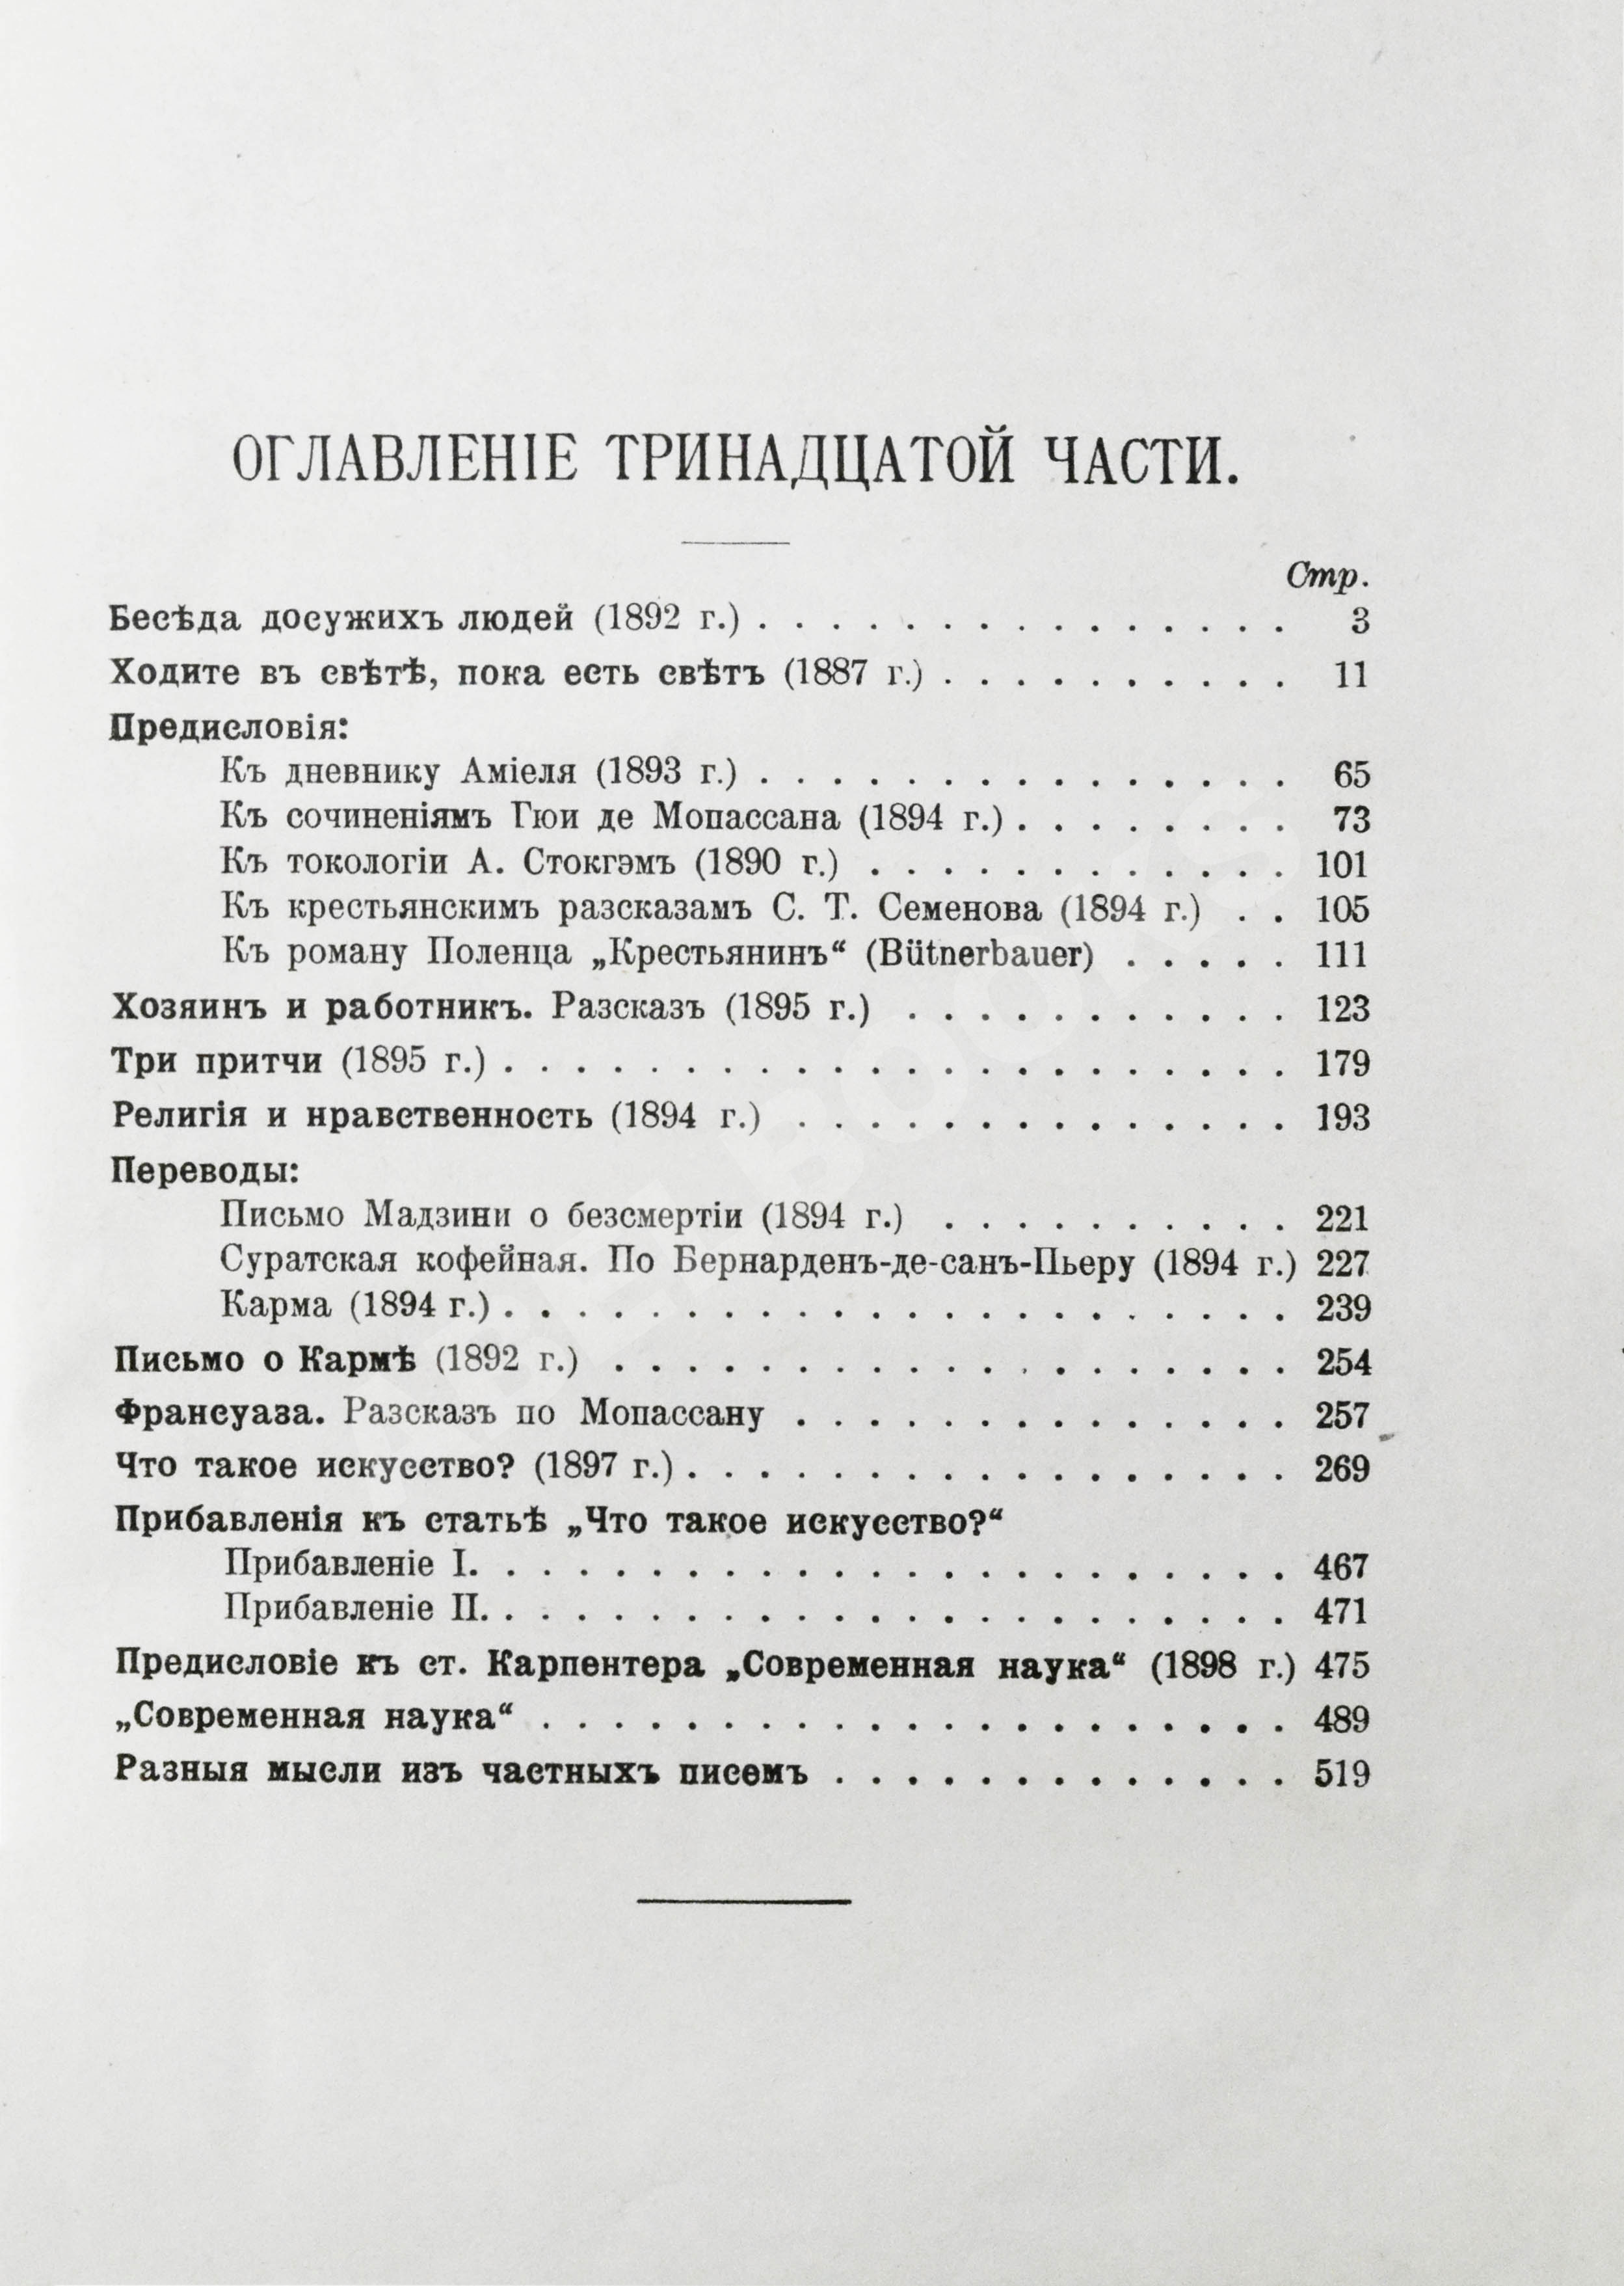 ОГЛАВЛЕНІЕ ТРИНАДЦАТОЙ ЧАСТИ.
Стр.
Бесѣда досужихъ людей (1892 г.) . . . . . . . . . . . . . . . 3
Ходите въ свѣтѣ, пока есть свѣтъ (1887 г.) . . . . . . . . . . 11
Предисловія:
Къ дневнику Аміеля (1893 г.) . . . . . . . . . . . . . . . 65
Къ сочиненіямъ Гюи де Мопассана (1894 г.) . . . . . . . . 73
Къ токологіи А. Стокгэмъ (1890 г.) . . . . . . . . . . . . 101
Къ крестьянскимъ разсказамъ С. Т. Семенова (1894 г.) . . 105
Къ роману Поленца „Крестьянинъ“ (Bütnerbauer) . . . . . 111
Хозяинъ и работникъ. Разсказъ (1895 г.) . . . . . . . . . . . 123
Три притчи (1895 г.) . . . . . . . . . . . . . . . . . . . . . . 179
Религія и нравственность (1894 г.) . . . . . . . . . . . . . . 193
Переводы:
Письмо Мадзини о безсмертіи (1894 г.) . . . . . . . . . . 221
Суратская кофейная. По Бернарденъ-де-санъ-Пьеру (1894 г.) 227
Карма (1894 г.) . . . . . . . . . . . . . . . . . . . . . . 239
Письмо о Кармѣ (1892 г.) . . . . . . . . . . . . . . . . . . . 254
Франсуаза. Разсказъ по Мопассану . . . . . . . . . . . . . . 257
Что такое искусство? (1897 г.) . . . . . . . . . . . . . . . . . 269
Прибавленія къ статьѣ „Что такое искусство?“
Прибавленіе I. . . . . . . . . . . . . . . . . . . . . . . 467
Прибавленіе II. . . . . . . . . . . . . . . . . . . . . . . 471
Предисловіе къ ст. Карпентера „Современная наука“ (1898 г.) 475
„Современная наука“ . . . . . . . . . . . . . . . . . . . . . 489
Разныя мысли изъ частныхъ писемъ . . . . . . . . . . . . . 519